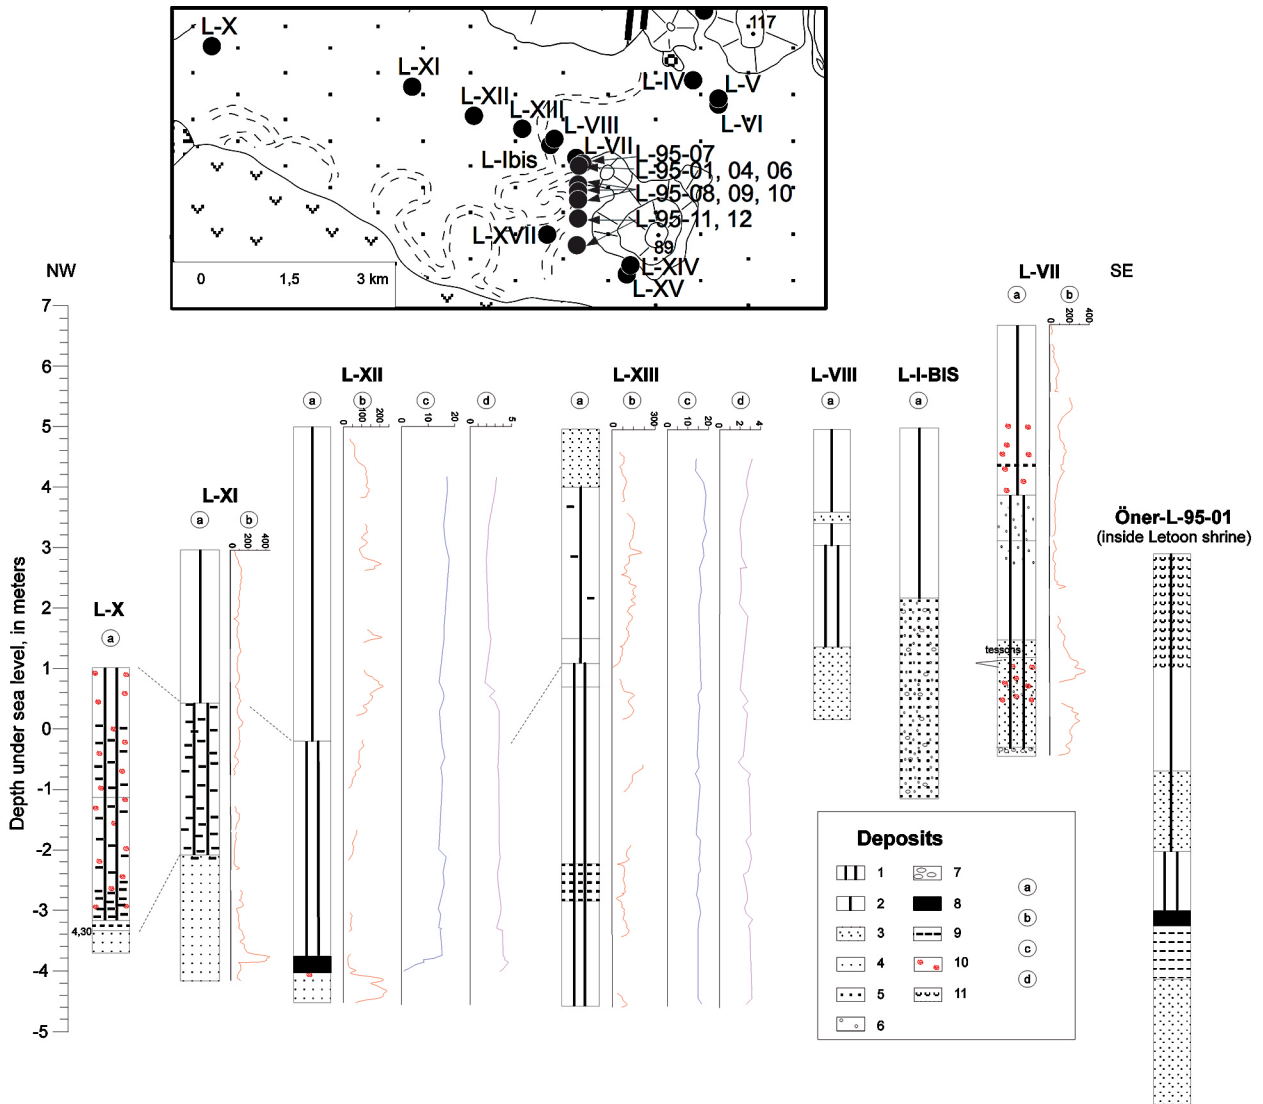 L-X
L-XI
L-XII
L-XIII
L-VIII
L-Ibis
L-VII
L-IV
L-V
L-VI
117
L-95-07
L-95-01, 04, 06
L-95-08, 09, 10
L-95-11, 12
L-XVII
89
L-XIV
L-XV
0 1,5 3 km
NW
SE
Depth under sea level, in meters
7
6
5
4
3
2
1
0
-1
-2
-3
-4
-5
L-X
a
4,30
L-XI
a b
0 200 400
L-XII
a b c d
0 100 200
0 10 20
0 5
L-XIII
a b c d
0 300
0 10 20
0 2 4
L-VIII
a
L-I-BIS
a
L-VII
a b
0 200 400
tessons
Öner-L-95-01
(inside Letoon shrine)
Deposits
1
2
3
4
5
6
7
8
9
10
11
a
b
c
d